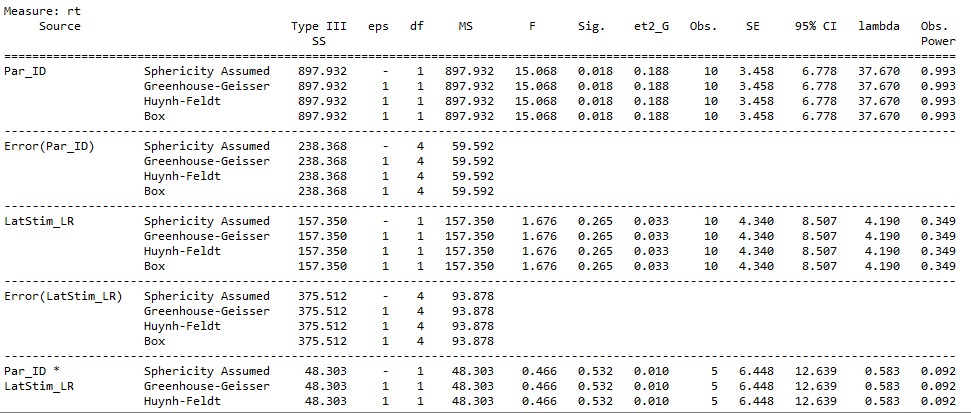 Measure: rt
Source Type III eps df MS F Sig. et2_G Obs. SE 95% CI lambda Obs.
SS Power
================================================================================================================================
Par_ID Sphericity Assumed 897.932 - 1 897.932 15.068 0.018 0.188 10 3.458 6.778 37.670 0.993
Greenhouse-Geisser 897.932 1 1 897.932 15.068 0.018 0.188 10 3.458 6.778 37.670 0.993
Huynh-Feldt 897.932 1 1 897.932 15.068 0.018 0.188 10 3.458 6.778 37.670 0.993
Box 897.932 1 1 897.932 15.068 0.018 0.188 10 3.458 6.778 37.670 0.993
--------------------------------------------------------------------------------------------------------------------------------
Error(Par_ID) Sphericity Assumed 238.368 - 4 59.592
Greenhouse-Geisser 238.368 1 4 59.592
Huynh-Feldt 238.368 1 4 59.592
Box 238.368 1 4 59.592
--------------------------------------------------------------------------------------------------------------------------------
LatStim_LR Sphericity Assumed 157.350 - 1 157.350 1.676 0.265 0.033 10 4.340 8.507 4.190 0.349
Greenhouse-Geisser 157.350 1 1 157.350 1.676 0.265 0.033 10 4.340 8.507 4.190 0.349
Huynh-Feldt 157.350 1 1 157.350 1.676 0.265 0.033 10 4.340 8.507 4.190 0.349
Box 157.350 1 1 157.350 1.676 0.265 0.033 10 4.340 8.507 4.190 0.349
--------------------------------------------------------------------------------------------------------------------------------
Error(LatStim_LR) Sphericity Assumed 375.512 - 4 93.878
Greenhouse-Geisser 375.512 1 4 93.878
Huynh-Feldt 375.512 1 4 93.878
Box 375.512 1 4 93.878
--------------------------------------------------------------------------------------------------------------------------------
Par_ID * Sphericity Assumed 48.303 - 1 48.303 0.466 0.532 0.010 5 6.448 12.639 0.583 0.092
LatStim_LR Greenhouse-Geisser 48.303 1 1 48.303 0.466 0.532 0.010 5 6.448 12.639 0.583 0.092
Huynh-Feldt 48.303 1 1 48.303 0.466 0.532 0.010 5 6.448 12.639 0.583 0.092